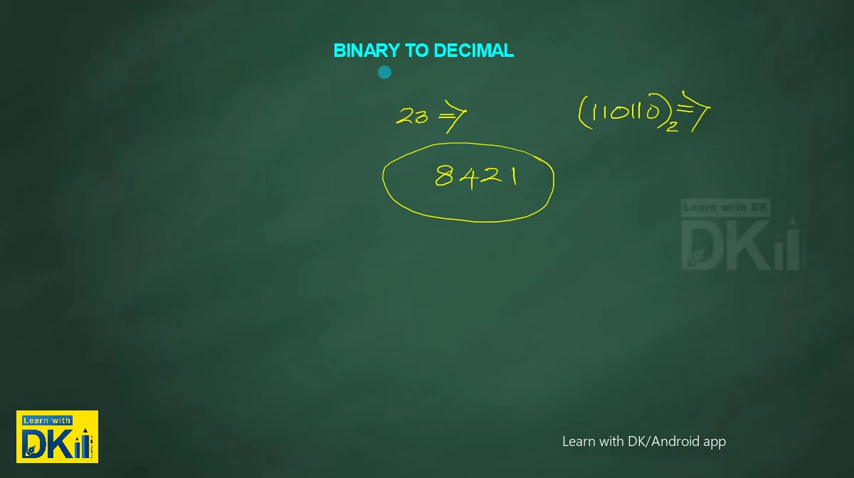 BINARY TO DECIMAL
23 ⇒
(110110)₂ ⇒
8421
Learn with DK
DK
Learn with
DK
Learn with DK/Android app